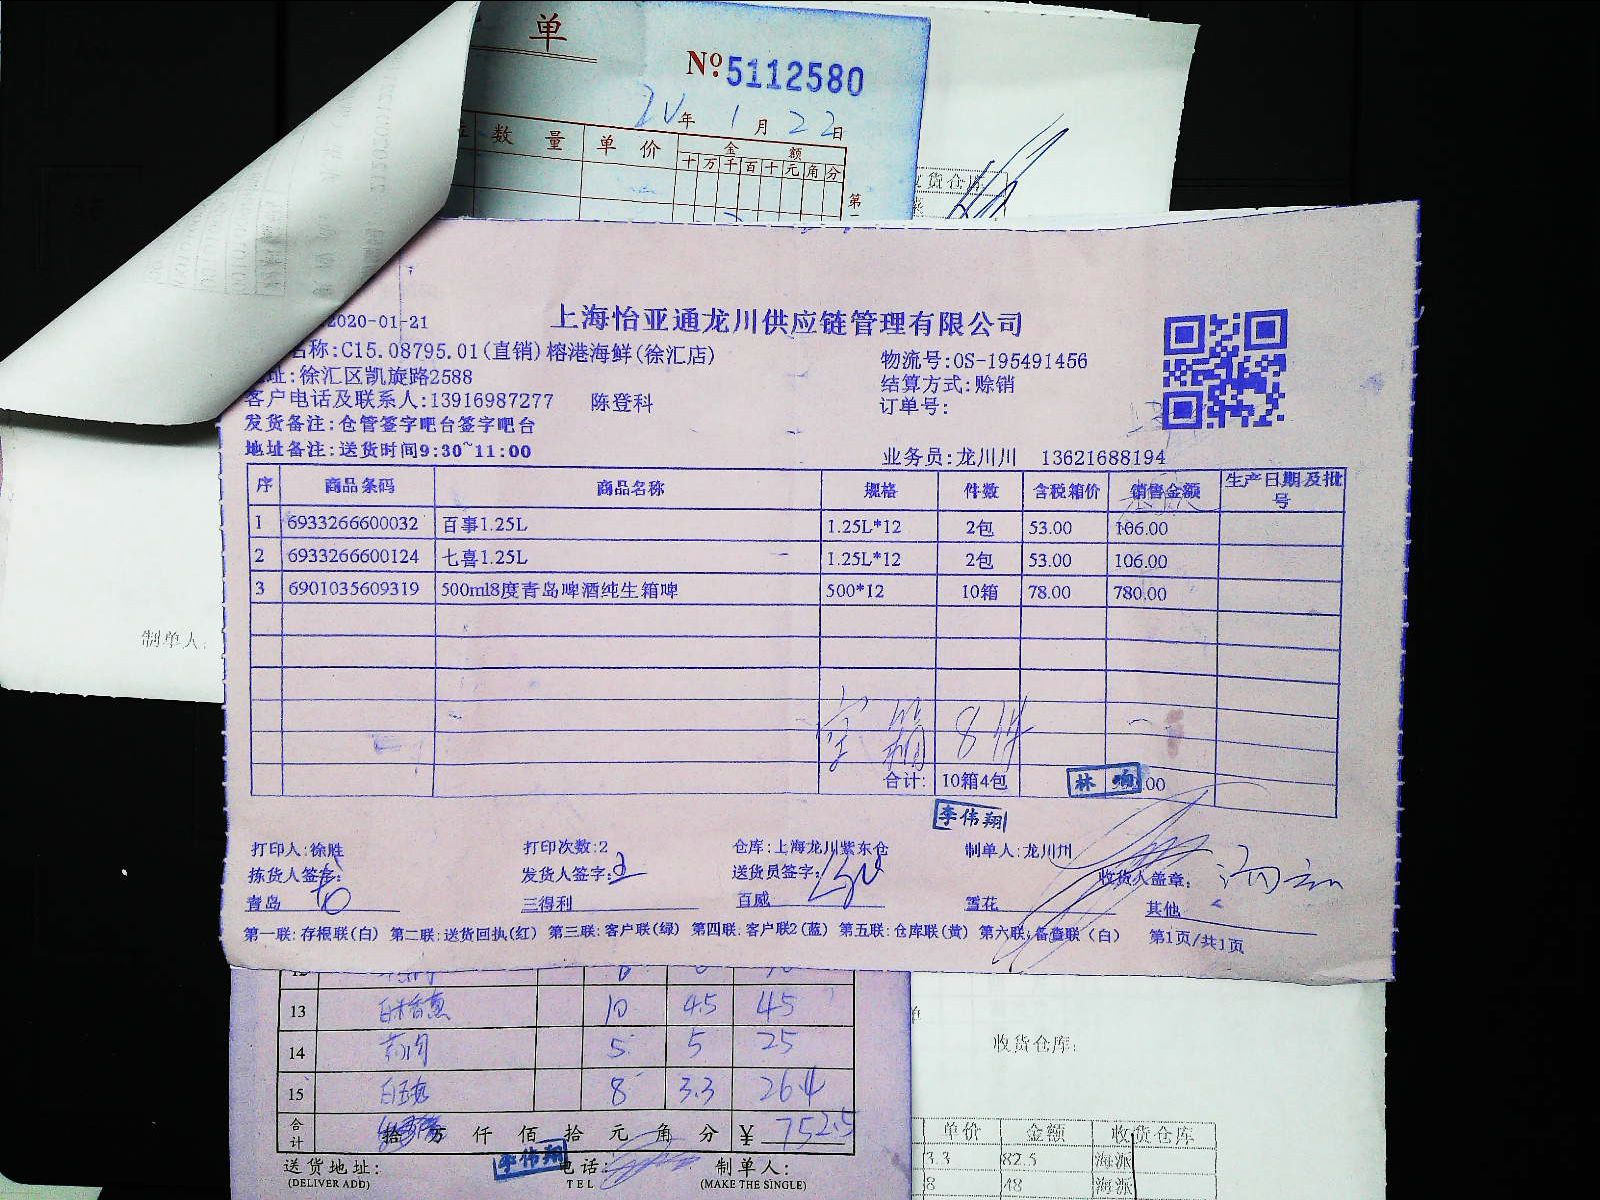 单
№5112580
20年1月22日
数量 单价 金额
十万千百十元角分
第
货仓库
2020-01-21
上海怡亚通龙川供应链管理有限公司
名称:C15.08795.01(直销)榕港海鲜(徐汇店)
物流号:OS-195491456
址:徐汇区凯旋路2588
结算方式:赊销
客户电话及联系人:13916987277 陈登科
订单号:
发货备注:仓管签字吧台签字吧台
地址备注:送货时间9:30~11:00
业务员:龙川川 13621688194
序 商品条码 商品名称 规格 件数 含税箱价 销售金额 生产日期及批号
1 6933266600032 百事1.25L 1.25L*12 2包 53.00 106.00
2 6933266600124 七喜1.25L 1.25L*12 2包 53.00 106.00
3 6901035609319 500ml8度青岛啤酒纯生箱啤 500*12 10箱 78.00 780.00
空箱 8件
合计: 10箱4包 .00
林响
李伟翔
打印人:徐胜 打印次数:2 仓库:上海龙川紫东仓 制单人:龙川川
拣货人签字: 发货人签字: 送货员签字: 收货人盖章:
青岛 三得利 百威 雪花 其他
第一联:存根联(白) 第二联:送货回执(红) 第三联:客户联(绿) 第四联:客户联2(蓝) 第五联:仓库联(黄) 第六联:备查联(白) 第1页/共1页
制单人:
13 10 4.5 45
14 5 5 25
15 8 3.3 26.4
合计 拾万仟佰拾元角分 ¥752.5
送货地址: 电话: 制单人:
(DELIVER ADD) TEL (MAKE THE SINGLE)
李伟翔
收货仓库:
单价 金额 收货仓库
3.3 82.5 海派
8 48 海派